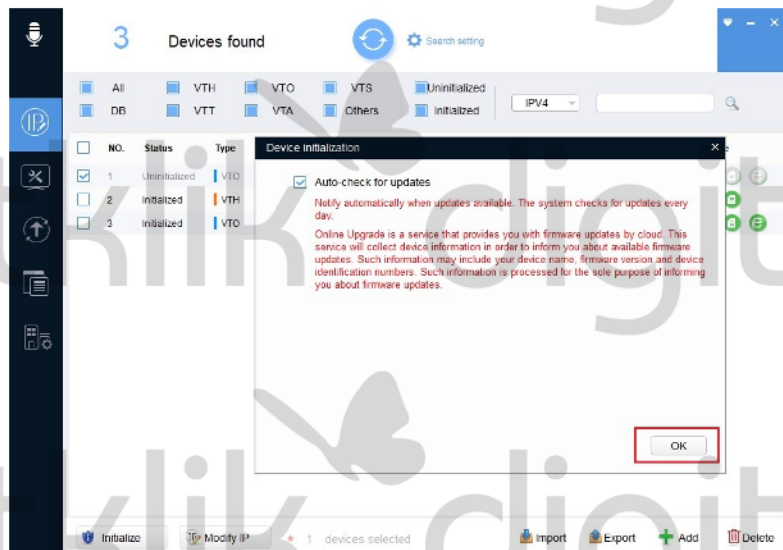 3 Devices found Search setting
All VTH VTO VTS Uninitialized
DB VTT VTA Others Initialized
IPV4
NO. Status Type
1 Uninitialized VTO
2 Initialized VTH
3 Initialized VTO
Device initialization
Auto-check for updates
Notify automatically when updates available. The system checks for updates every
day.
Online Upgrade is a service that provides you with firmware updates by cloud. This
service will collect device information in order to inform you about available firmware
updates. Such information may include your device name, firmware version and device
identification numbers. Such information is processed for the sole purpose of informing
you about firmware updates.
OK
Initialize Modify IP * 1 devices selected Import Export Add Delete
klik digit